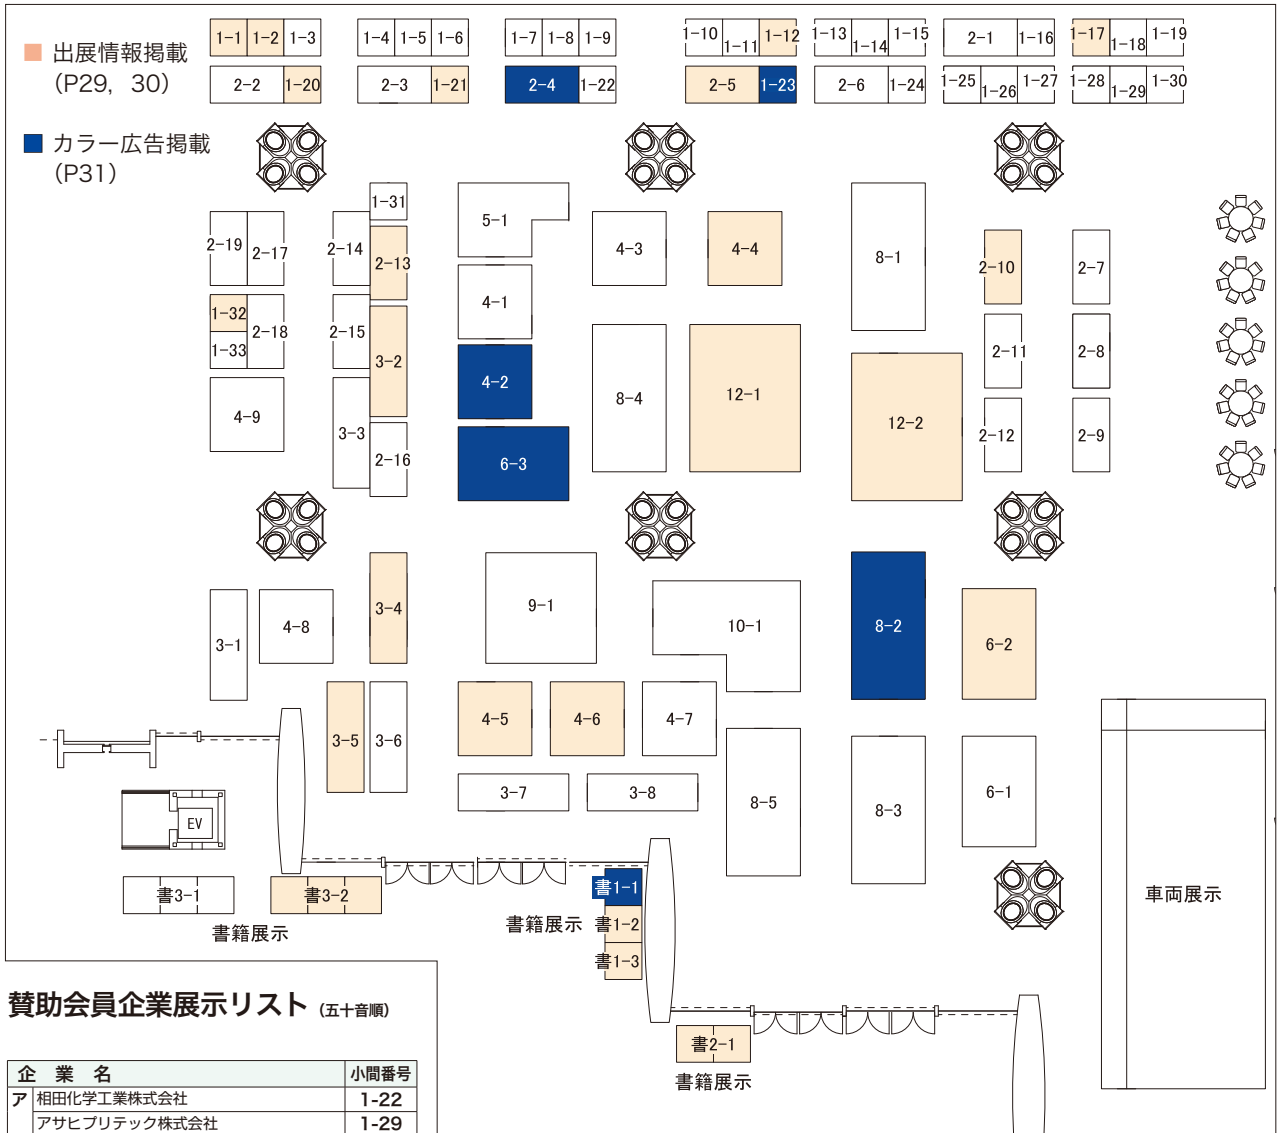 出展情報掲載
(P29, 30)
カラー広告掲載
(P31)
1-1 1-2 1-3 1-4 1-5 1-6 1-7 1-8 1-9 1-10 1-11 1-12 1-13 1-14 1-15 2-1 1-16 1-17 1-18 1-19
2-2 1-20 2-3 1-21 2-4 1-22 2-5 1-23 2-6 1-24 1-25 1-26 1-27 1-28 1-29 1-30
1-31
5-1
2-19 2-17 2-14 2-13 4-3 4-4 8-1 2-10 2-7
4-1
1-32 2-18 2-15
1-33
3-2 4-2 8-4 12-1 12-2 2-11 2-8
4-9 3-3 2-16 6-3 2-12 2-9
3-4 9-1 10-1 8-2 6-2
3-1 4-8
3-5 3-6 4-5 4-6 4-7
3-7 3-8 8-5 8-3 6-1
EV
書3-1 書3-2 書1-1
書籍展示 書籍展示 書1-2
書1-3
車両展示
書2-1
書籍展示
賛助会員企業展示リスト (五十音順)
企業名 小間番号
ア 相田化学工業株式会社 1-22
アサヒプリテック株式会社 1-29